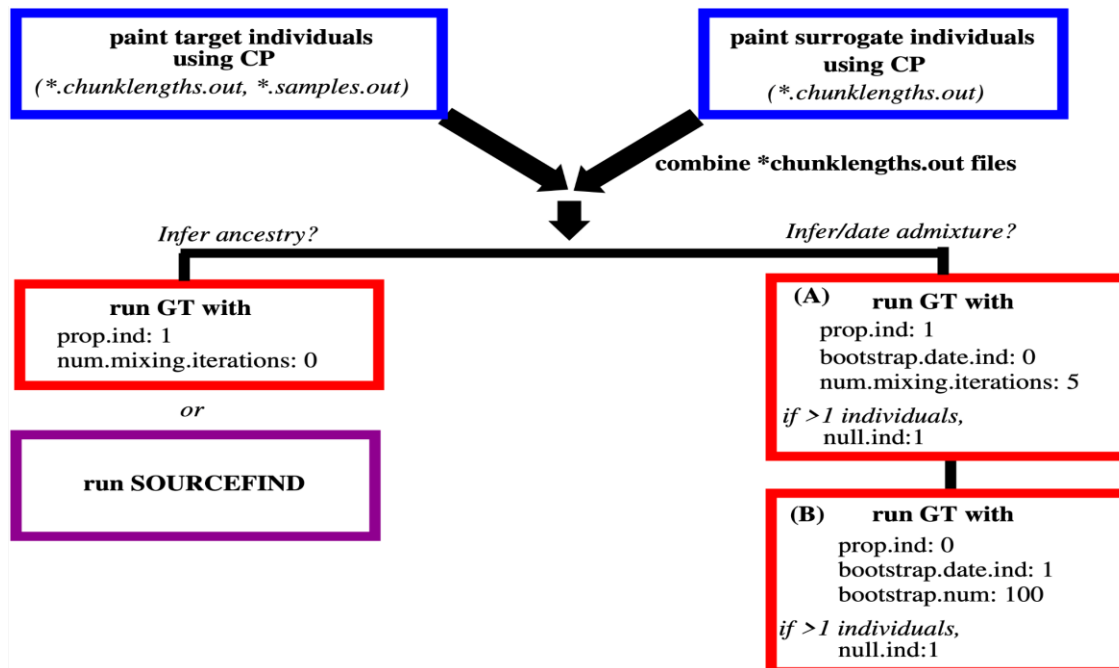 paint target individuals
using CP
(*.chunklengths.out, *.samples.out)
paint surrogate individuals
using CP
(*.chunklengths.out)
combine *chunklengths.out files
Infer ancestry?
Infer/date admixture?
run GT with
prop.ind: 1
num.mixing.iterations: 0
or
run SOURCEFIND
(A) run GT with
prop.ind: 1
bootstrap.date.ind: 0
num.mixing.iterations: 5
if >1 individuals,
null.ind:1
(B) run GT with
prop.ind: 0
bootstrap.date.ind: 1
bootstrap.num: 100
if >1 individuals,
null.ind:1